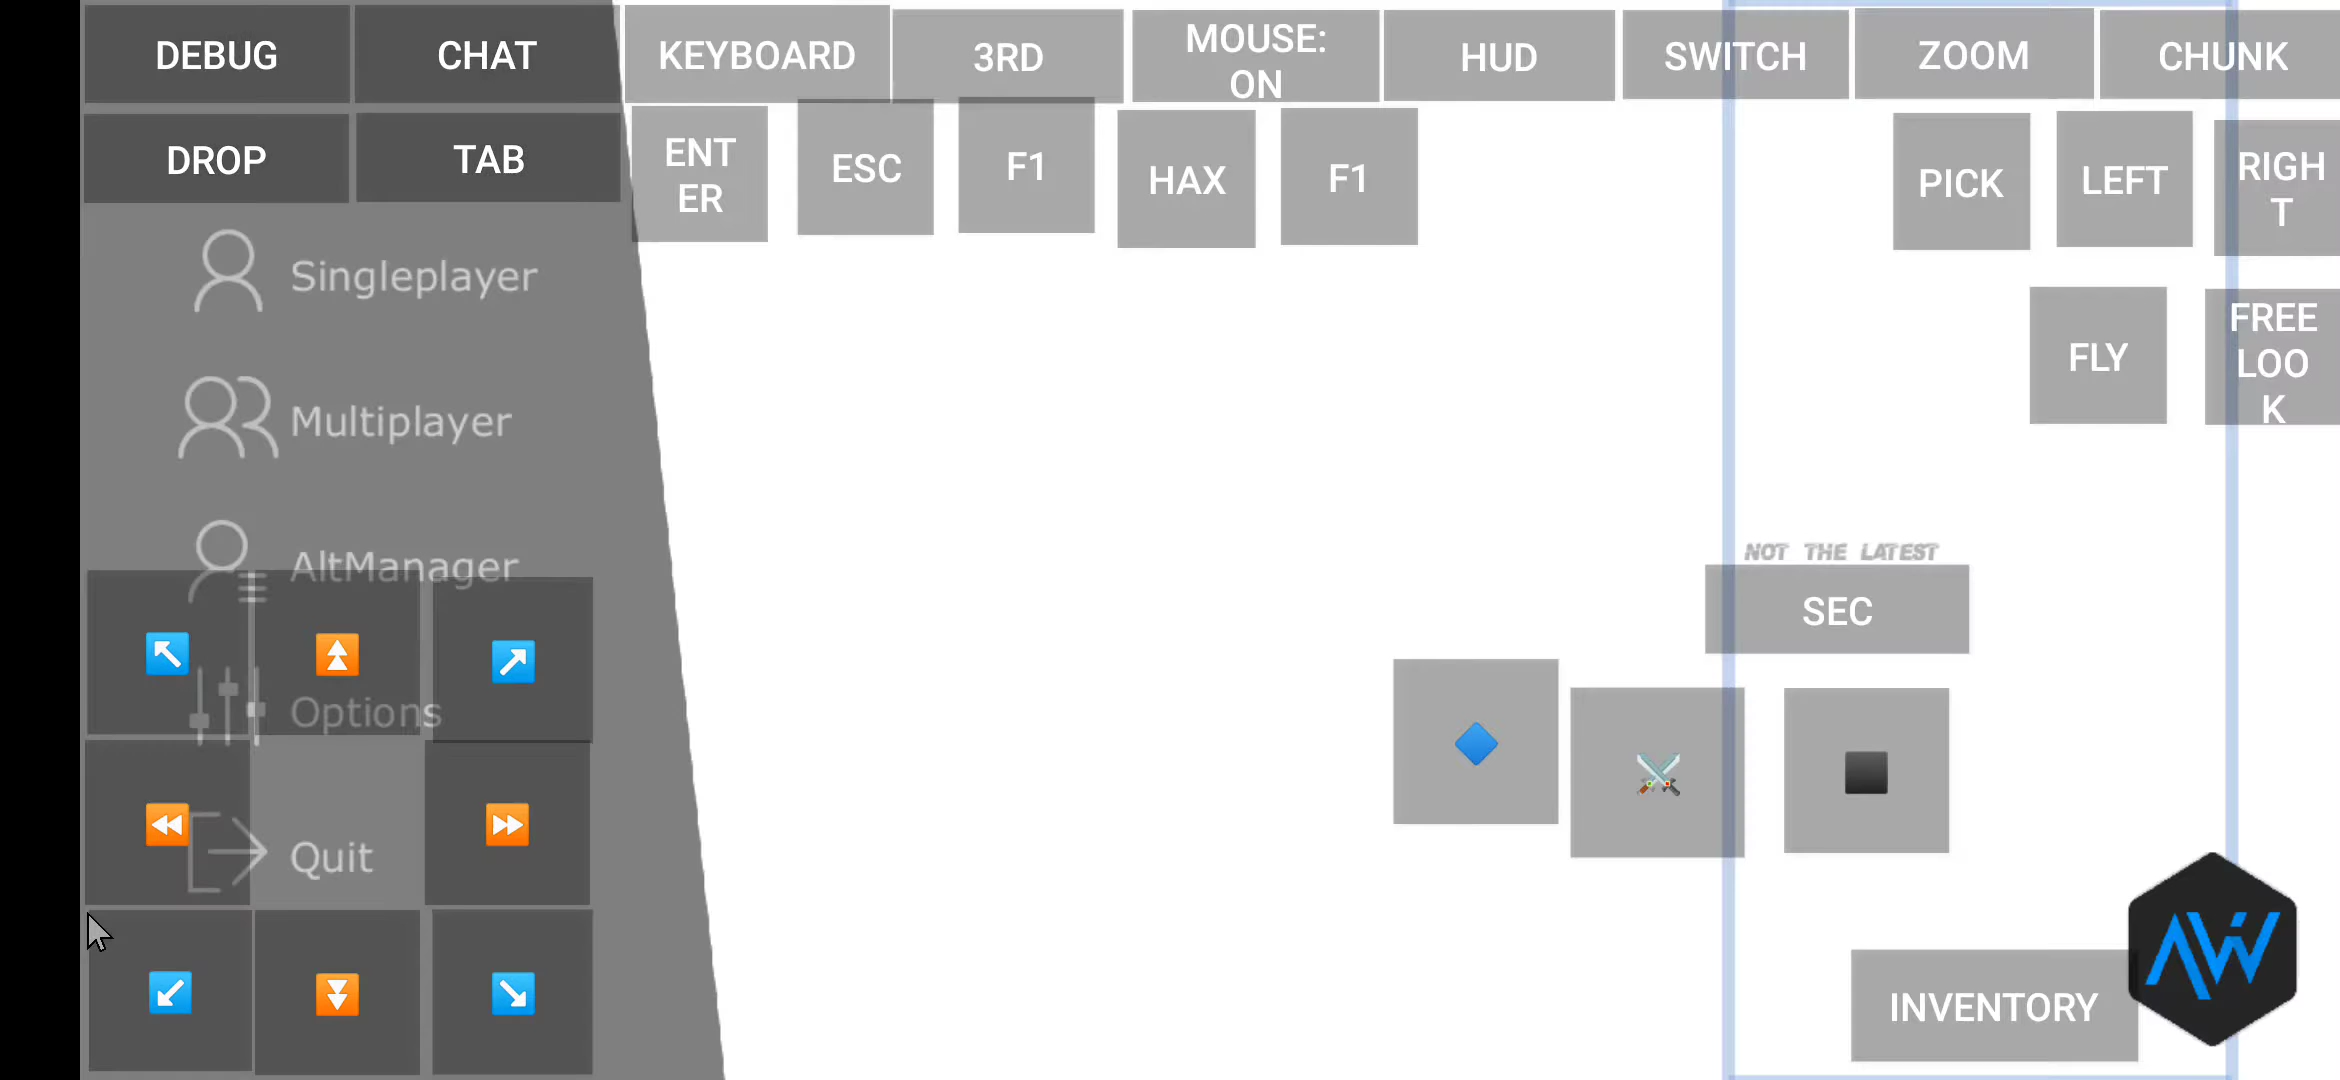 DEBUG
CHAT
KEYBOARD
3RD
MOUSE:
ON
HUD
SWITCH
ZOOM
CHUNK
DROP
TAB
ENT
ER
ESC
F1
HAX
F1
PICK
LEFT
RIGH
T
Singleplayer
FLY
FREE
LOO
K
Multiplayer
AltManager
NOT THE LATEST
SEC
Options
Quit
INVENTORY